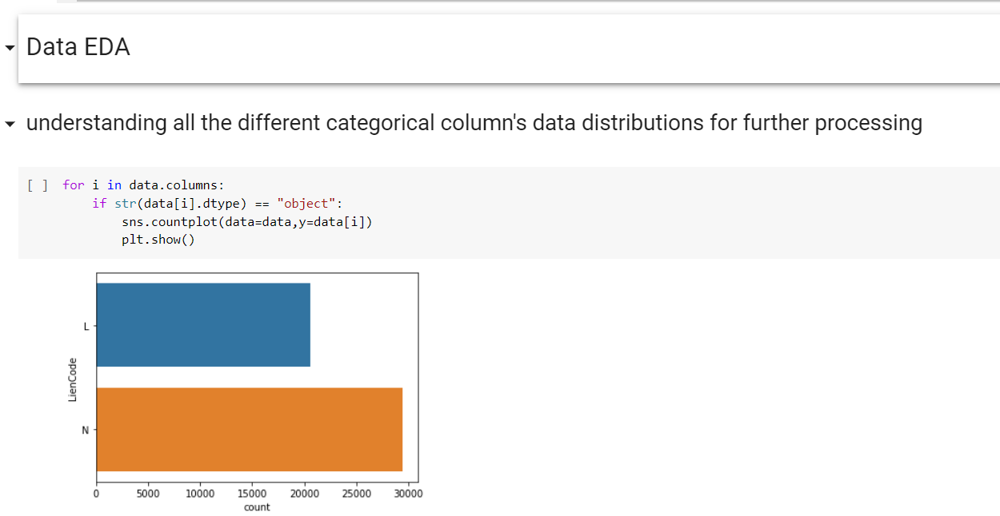 Data EDA
understanding all the different categorical column's data distributions for further processing
[ ] for i in data.columns:
if str(data[i].dtype) == "object":
sns.countplot(data=data,y=data[i])
plt.show()
L
LienCode
N
0 5000 10000 15000 20000 25000 30000
count